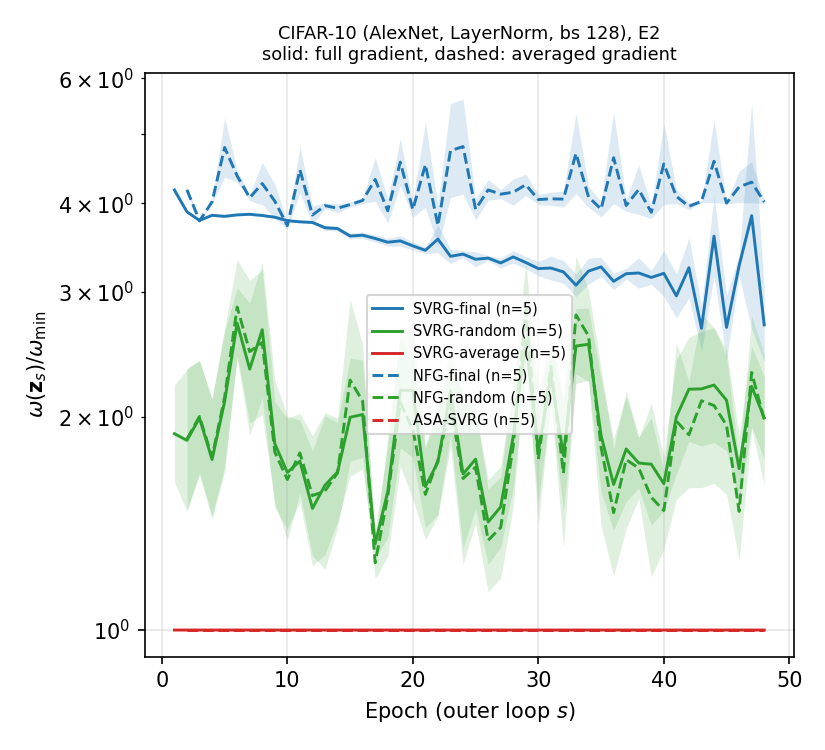 CIFAR-10 (AlexNet, LayerNorm, bs 128), E2
solid: full gradient, dashed: averaged gradient
6 × 10⁰
4 × 10⁰
3 × 10⁰
2 × 10⁰
10⁰
ω(𝐳ₛ)/ω_min
SVRG-final (n=5)
SVRG-random (n=5)
SVRG-average (n=5)
NFG-final (n=5)
NFG-random (n=5)
ASA-SVRG (n=5)
0 10 20 30 40 50
Epoch (outer loop s)